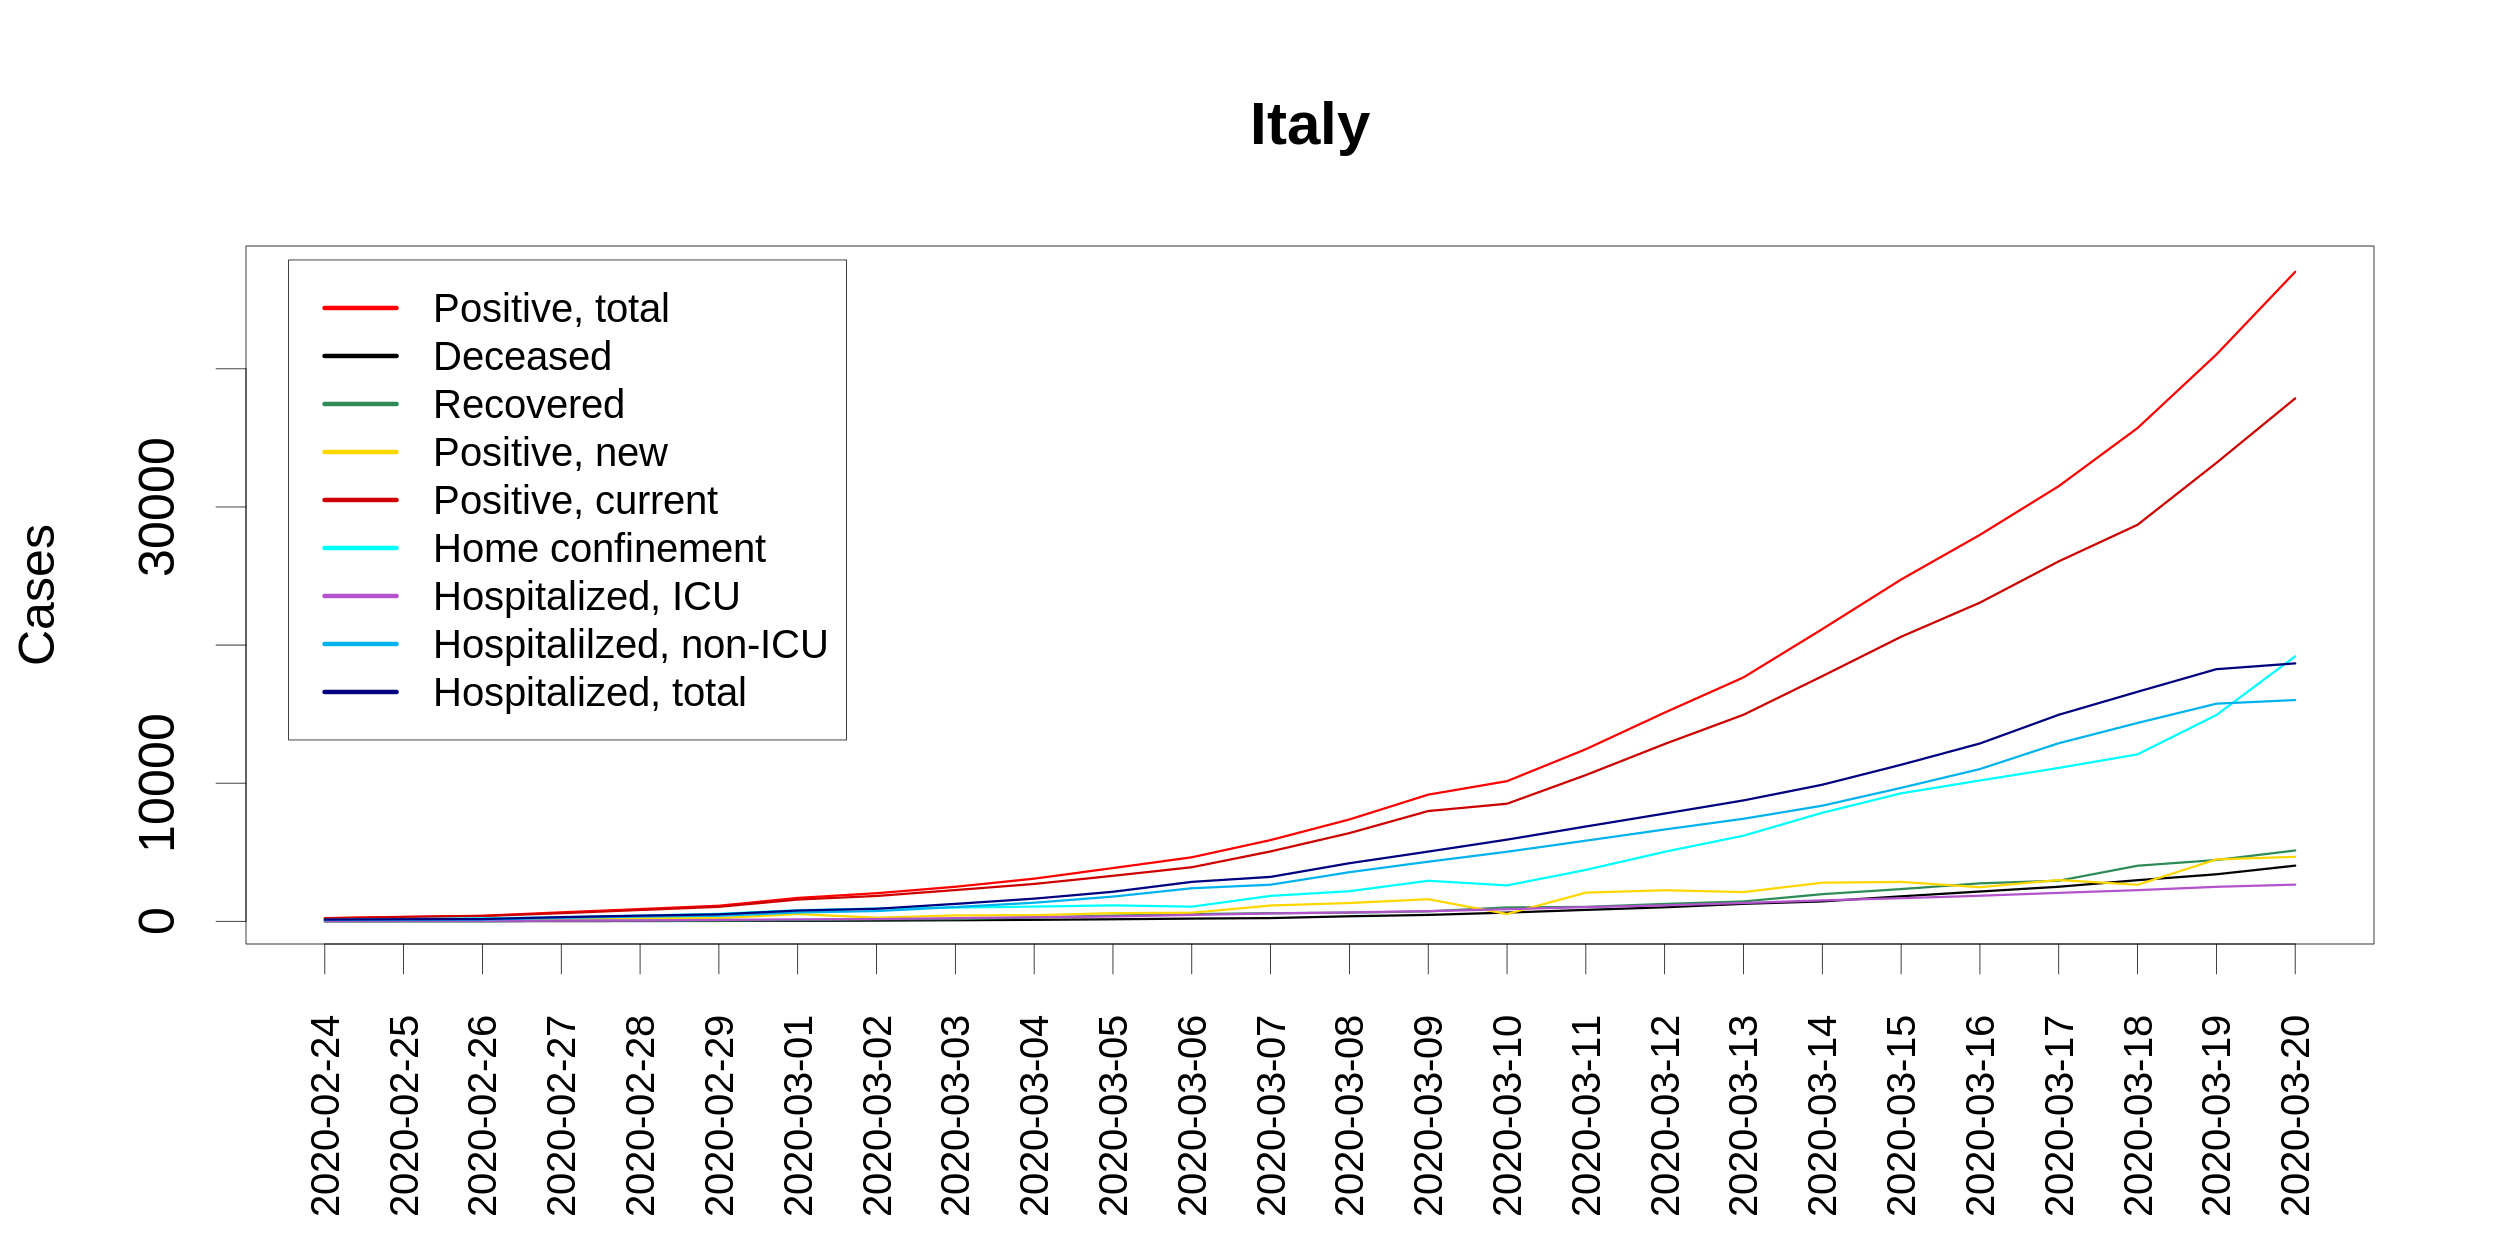 Italy
Cases
0
10000
30000
Positive, total
Deceased
Recovered
Positive, new
Positive, current
Home confinement
Hospitalized, ICU
Hospitalilzed, non-ICU
Hospitalized, total
2020-02-24
2020-02-25
2020-02-26
2020-02-27
2020-02-28
2020-02-29
2020-03-01
2020-03-02
2020-03-03
2020-03-04
2020-03-05
2020-03-06
2020-03-07
2020-03-08
2020-03-09
2020-03-10
2020-03-11
2020-03-12
2020-03-13
2020-03-14
2020-03-15
2020-03-16
2020-03-17
2020-03-18
2020-03-19
2020-03-20